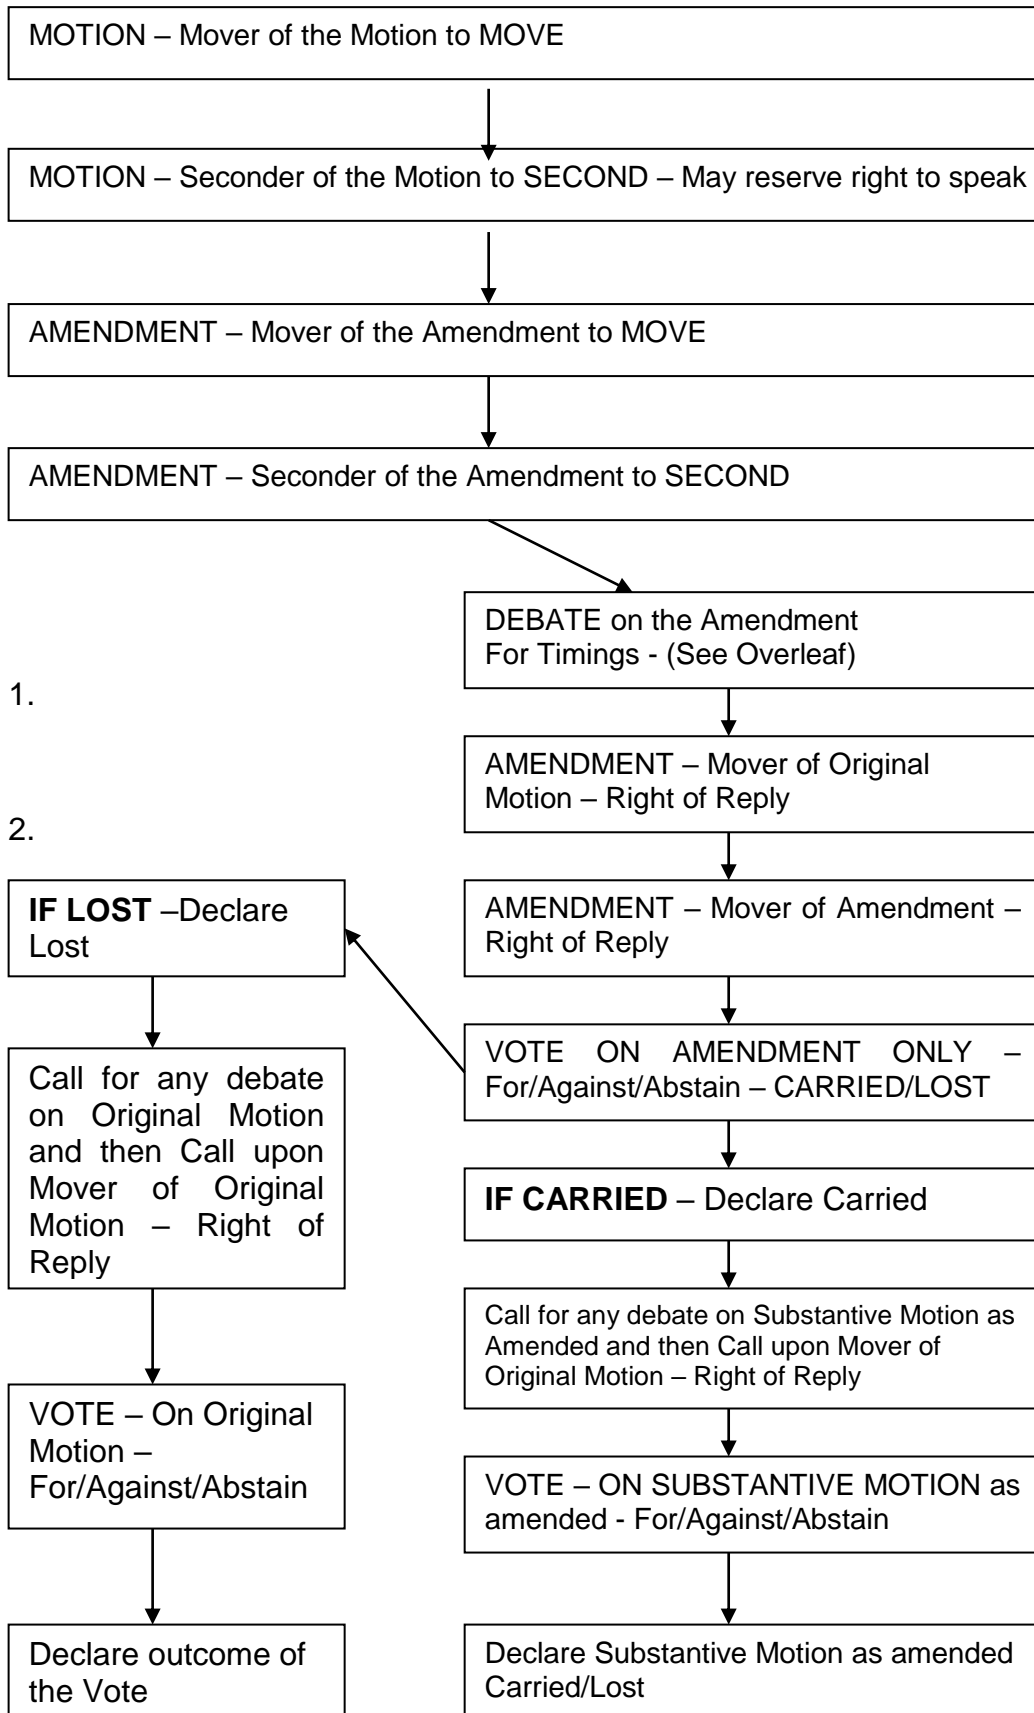 MOTION – Mover of the Motion to MOVE
MOTION – Seconder of the Motion to SECOND – May reserve right to speak
AMENDMENT – Mover of the Amendment to MOVE
AMENDMENT – Seconder of the Amendment to SECOND
DEBATE on the Amendment
For Timings - (See Overleaf)
1.
AMENDMENT – Mover of Original
Motion – Right of Reply
2.
AMENDMENT – Mover of Amendment –
Right of Reply
VOTE ON AMENDMENT ONLY –
For/Against/Abstain – CARRIED/LOST
IF LOST –Declare
Lost
Call for any debate
on Original Motion
and then Call upon
Mover of Original
Motion – Right of
Reply
VOTE – On Original
Motion –
For/Against/Abstain
Declare outcome of
the Vote
IF CARRIED – Declare Carried
Call for any debate on Substantive Motion as
Amended and then Call upon Mover of
Original Motion – Right of Reply
VOTE – ON SUBSTANTIVE MOTION as
amended - For/Against/Abstain
Declare Substantive Motion as amended
Carried/Lost